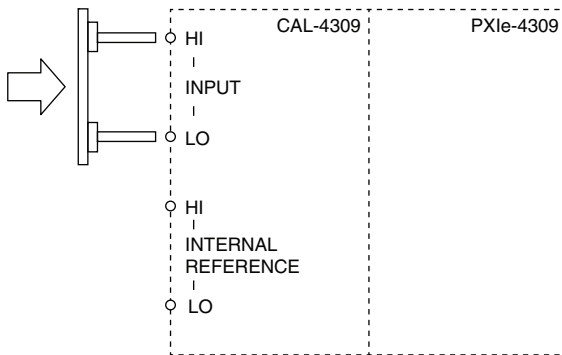 CAL-4309
PXIe-4309
HI
INPUT
LO
HI
INTERNAL
REFERENCE
LO